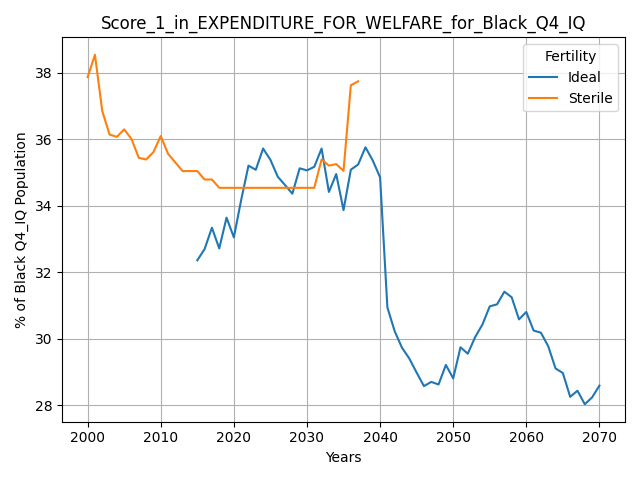 Score_1_in_EXPENDITURE_FOR_WELFARE_for_Black_Q4_IQ
Fertility
Ideal
Sterile
% of Black Q4_IQ Population
38
36
34
32
30
28
2000 2010 2020 2030 2040 2050 2060 2070
Years